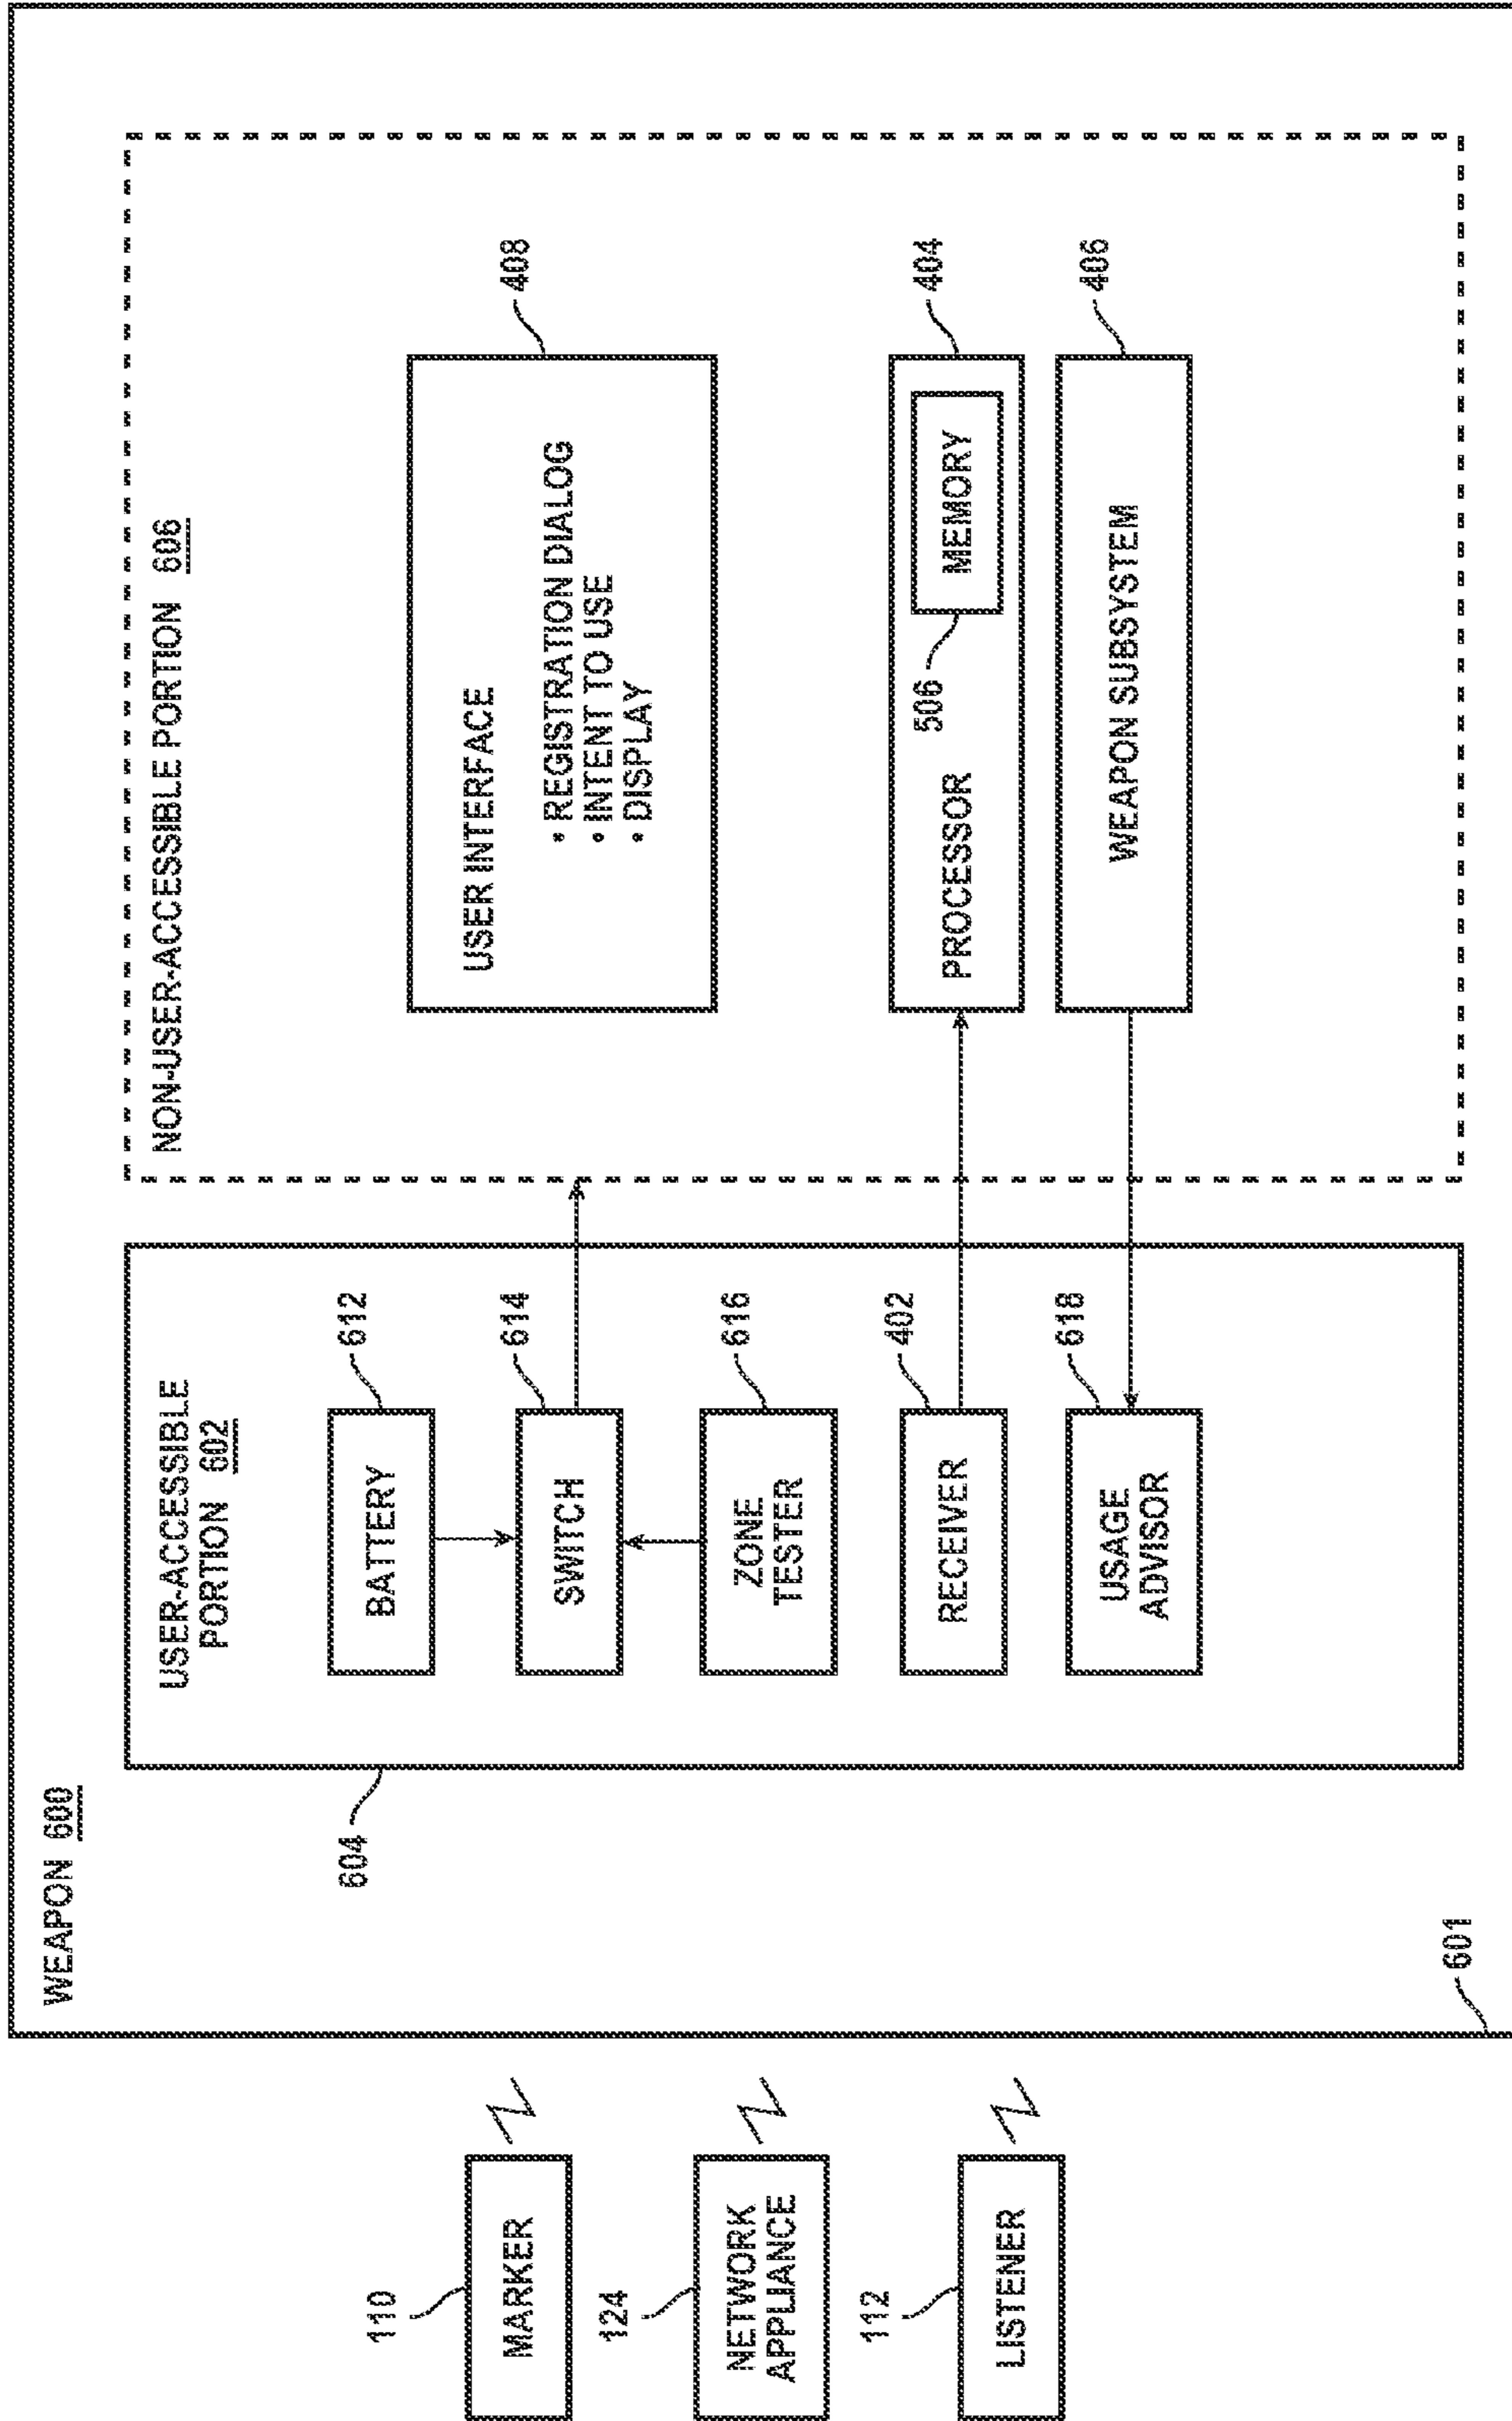 WEAPON 600
601
110
MARKER
124
NETWORK
APPLIANCE
112
LISTENER
604
USER-ACCESSIBLE
PORTION 602
612
BATTERY
614
SWITCH
616
ZONE
TESTER
402
RECEIVER
618
USAGE
ADVISOR
NON-USER-ACCESSIBLE PORTION 606
408
USER INTERFACE
• REGISTRATION DIALOG
• INTENT TO USE
• DISPLAY
404
PROCESSOR
506
MEMORY
406
WEAPON SUBSYSTEM